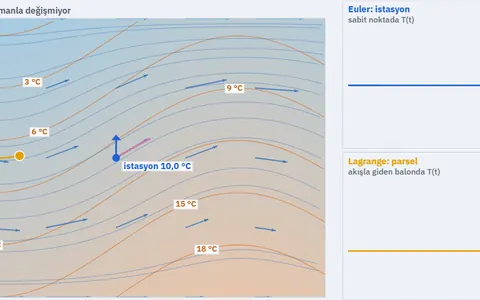 manla değişmiyor
3 °C
9 °C
6 °C
istasyon 10,0 °C
15 °C
18 °C
Euler: istasyon
sabit noktada T(t)
Lagrange: parsel
akışla giden balonda T(t)